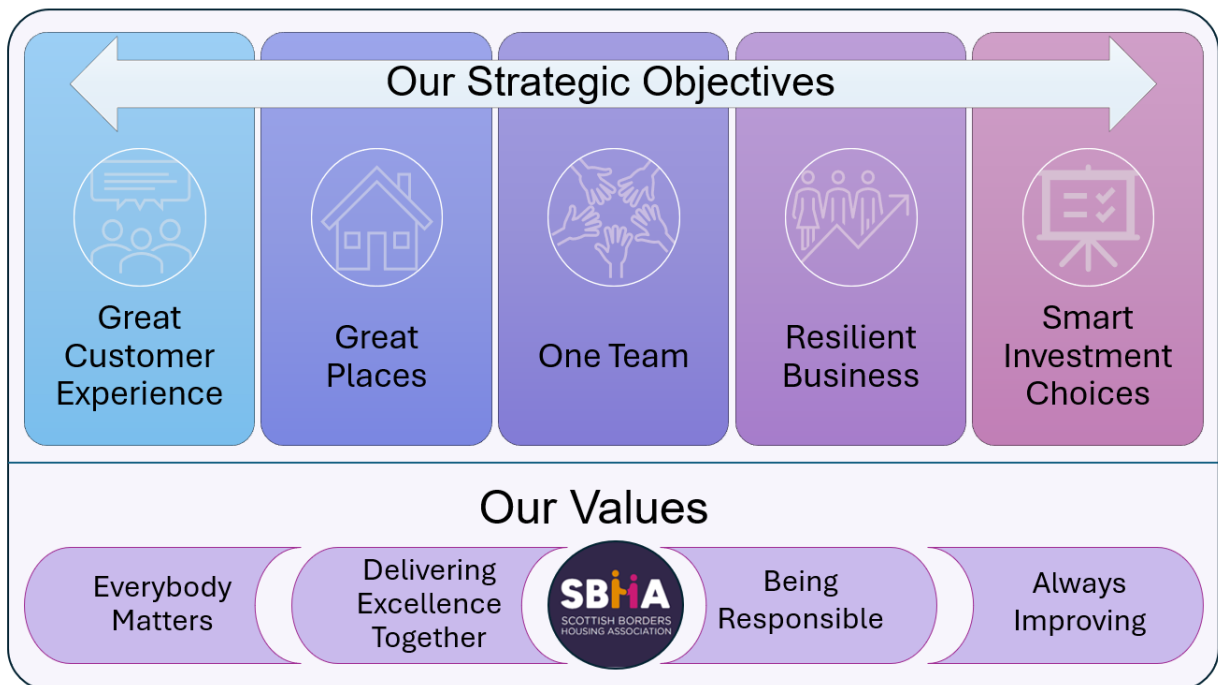 Our Strategic Objectives
Great
Customer
Experience
Great
Places
One Team
Resilient
Business
Smart
Investment
Choices
Our Values
Everybody
Matters
Delivering
Excellence
Together
SBHA
SCOTTISH BORDERS
HOUSING ASSOCIATION
Being
Responsible
Always
Improving